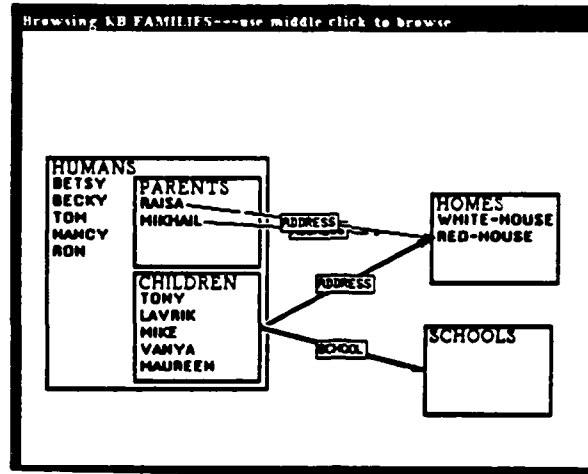 Browsing KB FAMILIES---use middle click to browse
HUMANS
BETSY
BECKY
TOM
NANCY
RON
PARENTS
RAISA
MIKHAIL
CHILDREN
TONY
LAVRIK
MIKE
VANYA
MAUREEN
ADDRESS
ADDRESS
SCHOOL
HOMES
WHITE-HOUSE
RED-HOUSE
SCHOOLS